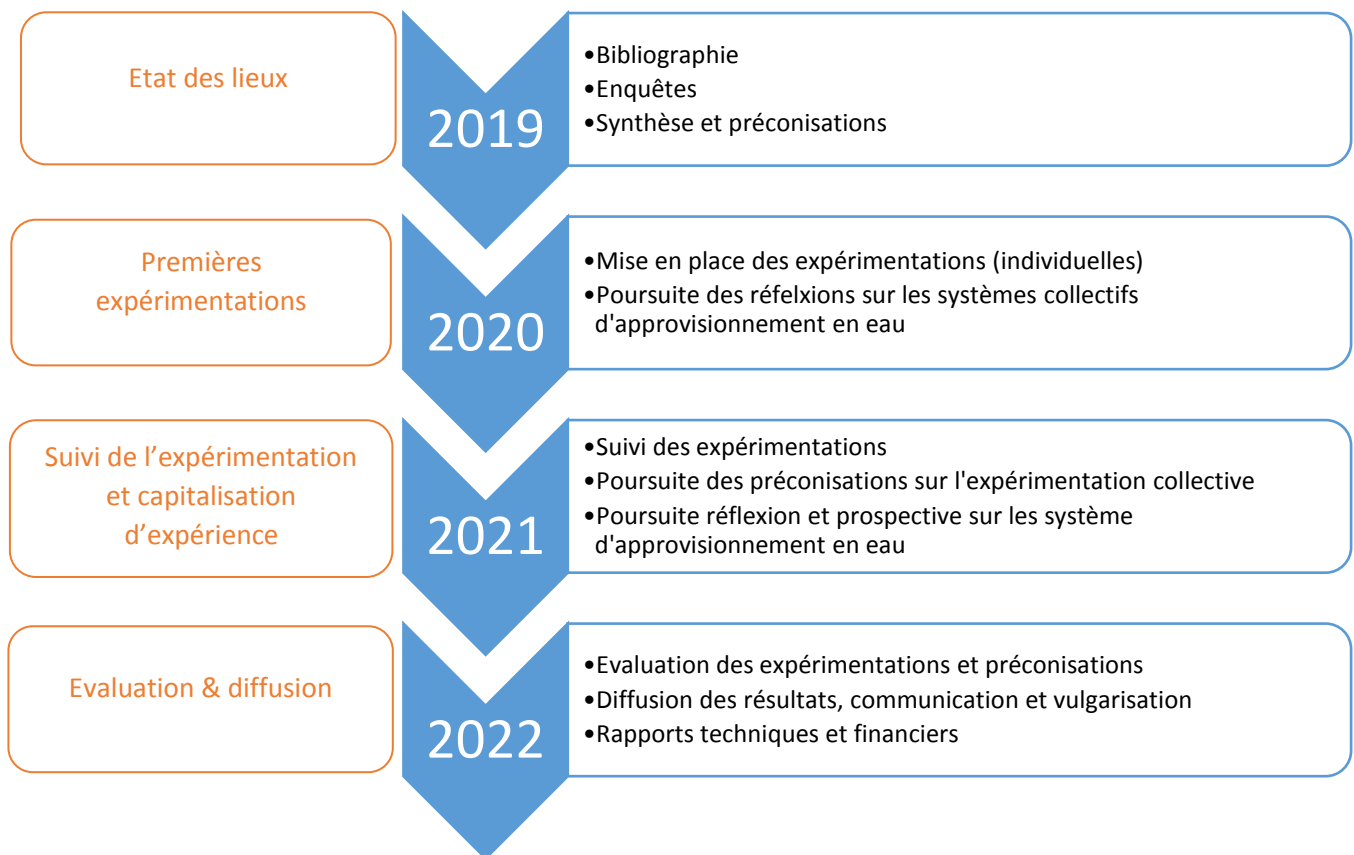 Etat des lieux
2019
•Bibliographie
•Enquêtes
•Synthèse et préconisations
Premières
expérimentations
2020
•Mise en place des expérimentations (individuelles)
•Poursuite des réfelxions sur les systèmes collectifs
d'approvisionnement en eau
Suivi de l’expérimentation
et capitalisation
d’expérience
2021
•Suivi des expérimentations
•Poursuite des préconisations sur l'expérimentation collective
•Poursuite réflexion et prospective sur les système
d'approvisionnement en eau
Evaluation & diffusion
2022
•Evaluation des expérimentations et préconisations
•Diffusion des résultats, communication et vulgarisation
•Rapports techniques et financiers